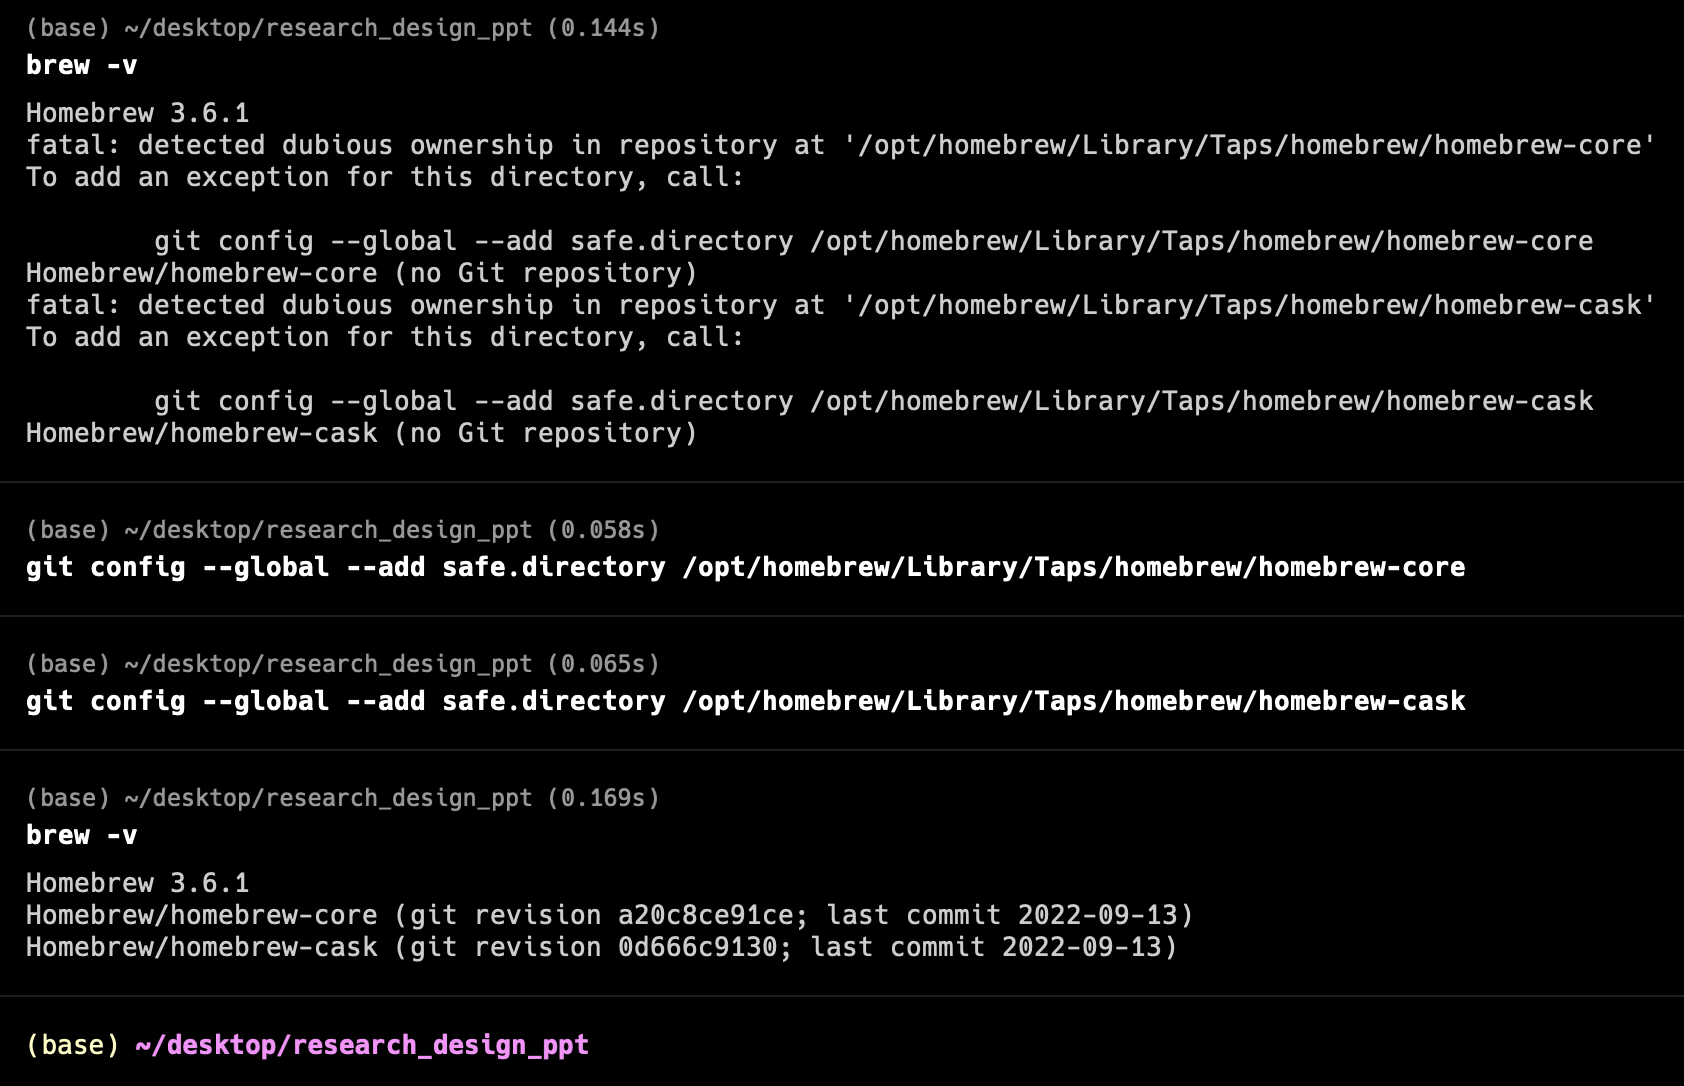 (base) ~/desktop/research_design_ppt (0.144s)
brew -v
Homebrew 3.6.1
fatal: detected dubious ownership in repository at '/opt/homebrew/Library/Taps/homebrew/homebrew-core'
To add an exception for this directory, call:
git config --global --add safe.directory /opt/homebrew/Library/Taps/homebrew/homebrew-core
Homebrew/homebrew-core (no Git repository)
fatal: detected dubious ownership in repository at '/opt/homebrew/Library/Taps/homebrew/homebrew-cask'
To add an exception for this directory, call:
git config --global --add safe.directory /opt/homebrew/Library/Taps/homebrew/homebrew-cask
Homebrew/homebrew-cask (no Git repository)
(base) ~/desktop/research_design_ppt (0.058s)
git config --global --add safe.directory /opt/homebrew/Library/Taps/homebrew/homebrew-core
(base) ~/desktop/research_design_ppt (0.065s)
git config --global --add safe.directory /opt/homebrew/Library/Taps/homebrew/homebrew-cask
(base) ~/desktop/research_design_ppt (0.169s)
brew -v
Homebrew 3.6.1
Homebrew/homebrew-core (git revision a20c8ce91ce; last commit 2022-09-13)
Homebrew/homebrew-cask (git revision 0d666c9130; last commit 2022-09-13)
(base) ~/desktop/research_design_ppt